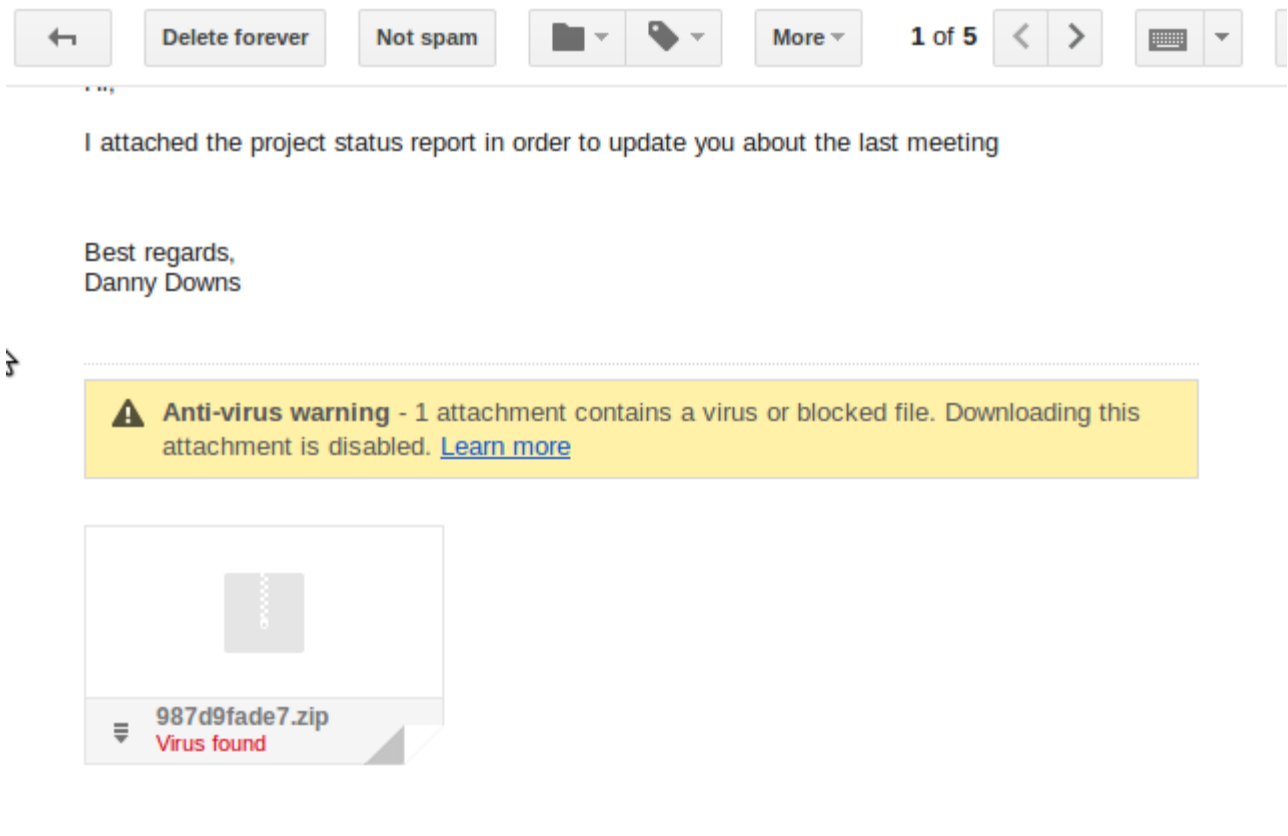 Delete forever Not spam More 1 of 5
I attached the project status report in order to update you about the last meeting
Best regards,
Danny Downs
Anti-virus warning - 1 attachment contains a virus or blocked file. Downloading this
attachment is disabled. Learn more
987d9fade7.zip
Virus found